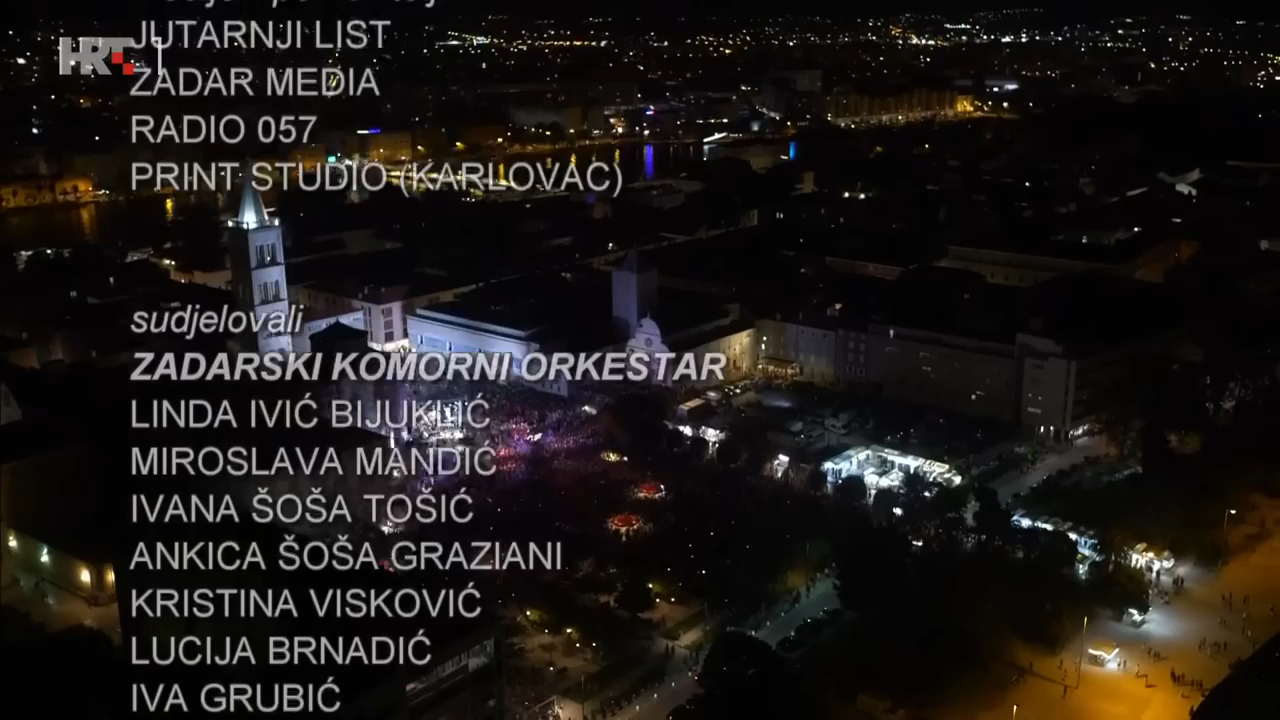 HRT
JUTARNJI LIST
ZADAR MEDIA
RADIO 057
PRINT STUDIO (KARLOVAC)
sudjelovali
ZADARSKI KOMORNI ORKESTAR
LINDA IVIĆ BIJUKLIĆ
MIROSLAVA MANDIĆ
IVANA ŠOŠA TOŠIĆ
ANKICA ŠOŠA GRAZIANI
KRISTINA VISKOVIĆ
LUCIJA BRNADIĆ
IVA GRUBIĆ